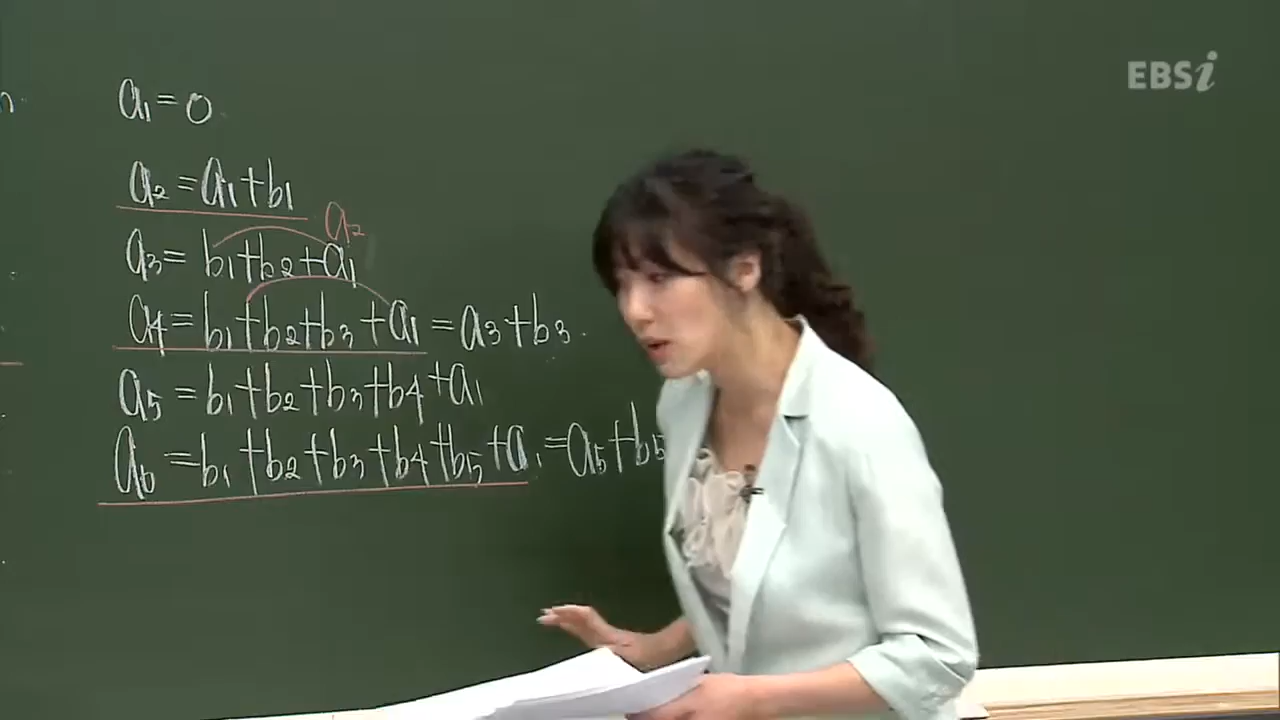 EBSi
a₁=0
a₂=a₁+b₁
a₂
a₃=b₁+b₂+a₁
a₄=b₁+b₂+b₃+a₁=a₃+b₃.
a₅=b₁+b₂+b₃+b₄+a₁
a₆=b₁+b₂+b₃+b₄+b₅+a₁=a₅+b₅